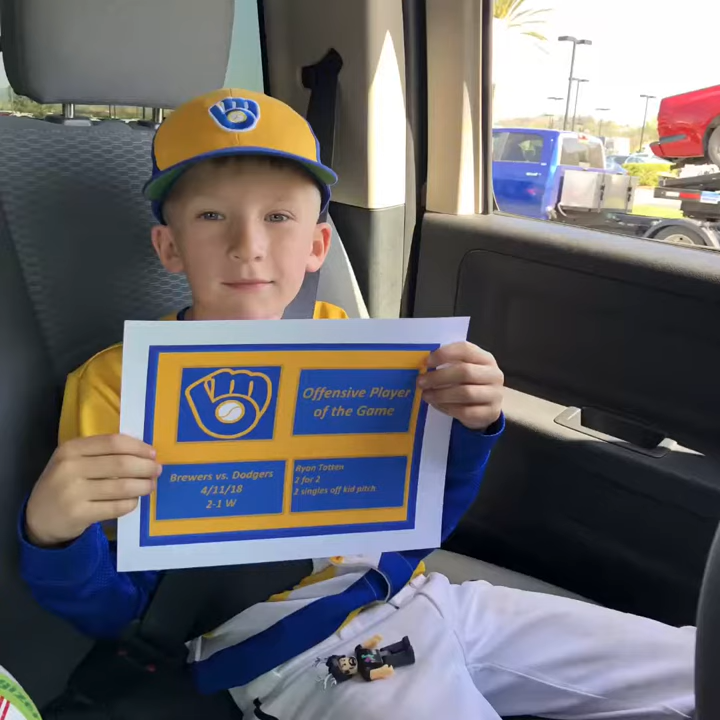 Offensive Player
of the Game
Brewers vs. Dodgers
4/11/18
2-1 W
Ryan Totten
2 for 2
2 singles off kid pitch